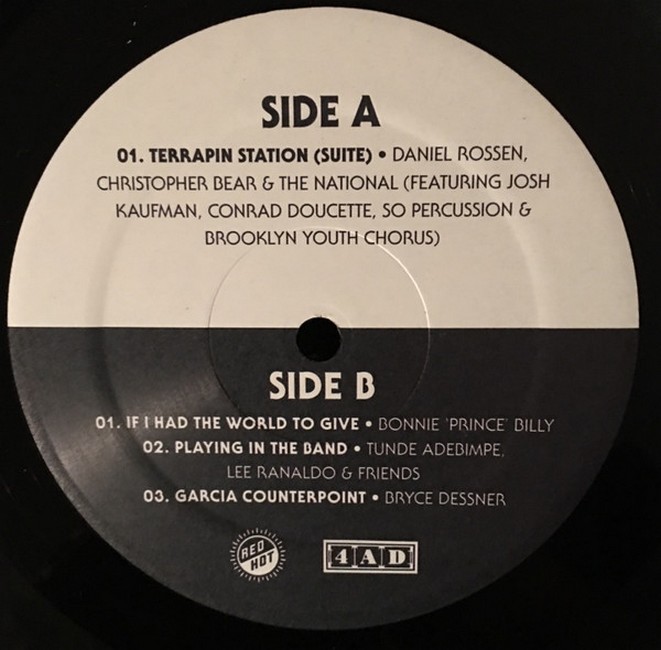 SIDE A
01. TERRAPIN STATION (SUITE) • DANIEL ROSSEN,
CHRISTOPHER BEAR & THE NATIONAL (FEATURING JOSH
KAUFMAN, CONRAD DOUCETTE, SO PERCUSSION &
BROOKLYN YOUTH CHORUS)
SIDE B
01. IF I HAD THE WORLD TO GIVE • BONNIE 'PRINCE' BILLY
02. PLAYING IN THE BAND • TUNDE ADEBIMPE,
LEE RANALDO & FRIENDS
03. GARCIA COUNTERPOINT • BRYCE DESSNER
RED
HOT
4AD